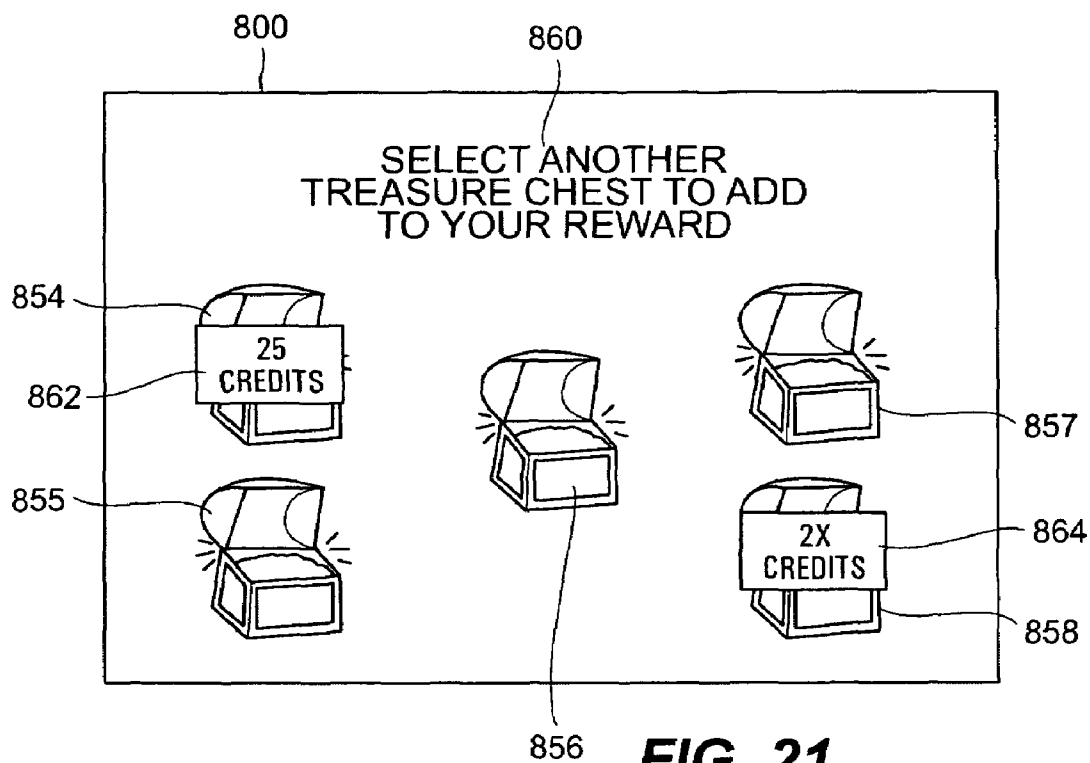 800
860
SELECT ANOTHER
TREASURE CHEST TO ADD
TO YOUR REWARD
854
25
CREDITS
862
857
855
2X
CREDITS
864
858
856
FIG. 21